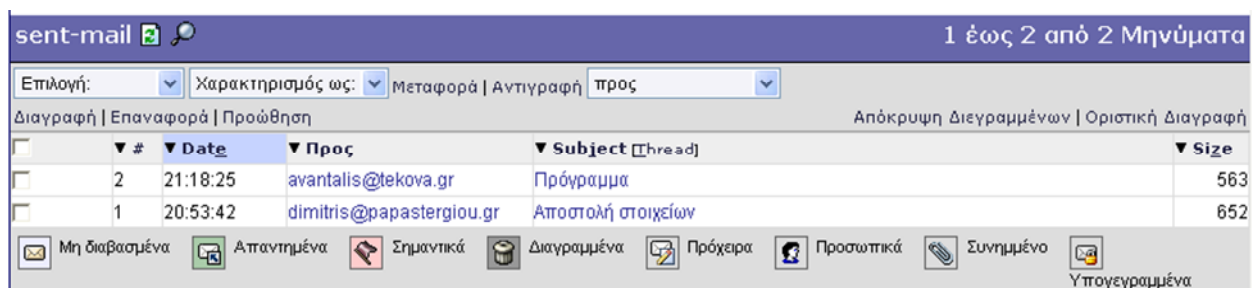 sent-mail 1 έως 2 από 2 Μηνύματα
Επιλογή: Χαρακτηρισμός ως: Μεταφορά | Αντιγραφή προς
Διαγραφή | Επαναφορά | Προώθηση Απόκρυψη Διεγραμμένων | Οριστική Διαγραφή
# Date Προς Subject [Thread] Size
2 21:18:25 avantalis@tekova.gr Πρόγραμμα 563
1 20:53:42 dimitris@papastergiou.gr Αποστολή στοιχείων 652
Μη διαβασμένα Απαντημένα Σημαντικά Διαγραμμένα Πρόχειρα Προσωπικά Συνημμένο
Υπογεγραμμένα